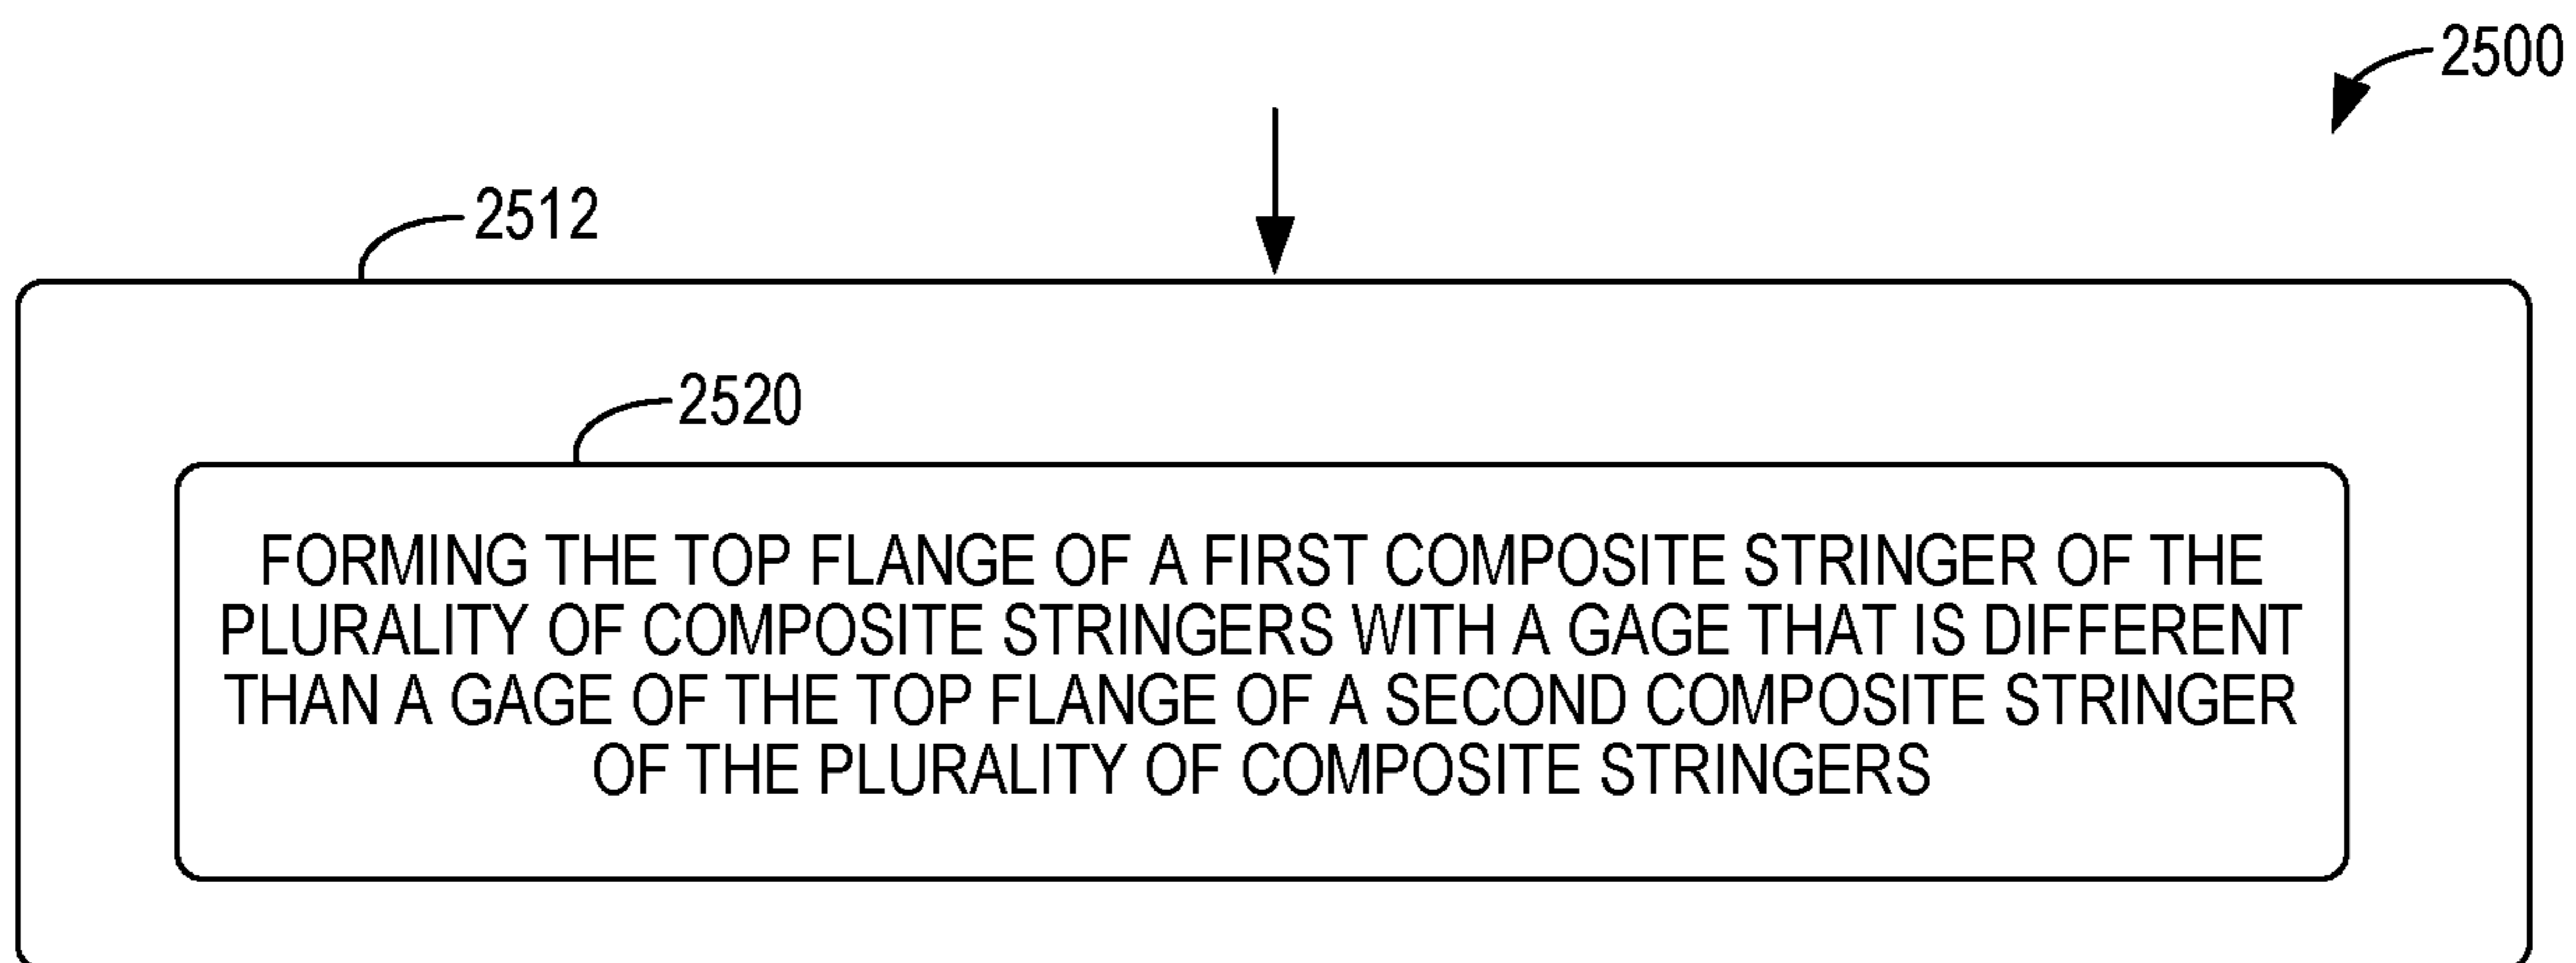 2500
2512
2520
FORMING THE TOP FLANGE OF A FIRST COMPOSITE STRINGER OF THE
PLURALITY OF COMPOSITE STRINGERS WITH A GAGE THAT IS DIFFERENT
THAN A GAGE OF THE TOP FLANGE OF A SECOND COMPOSITE STRINGER
OF THE PLURALITY OF COMPOSITE STRINGERS